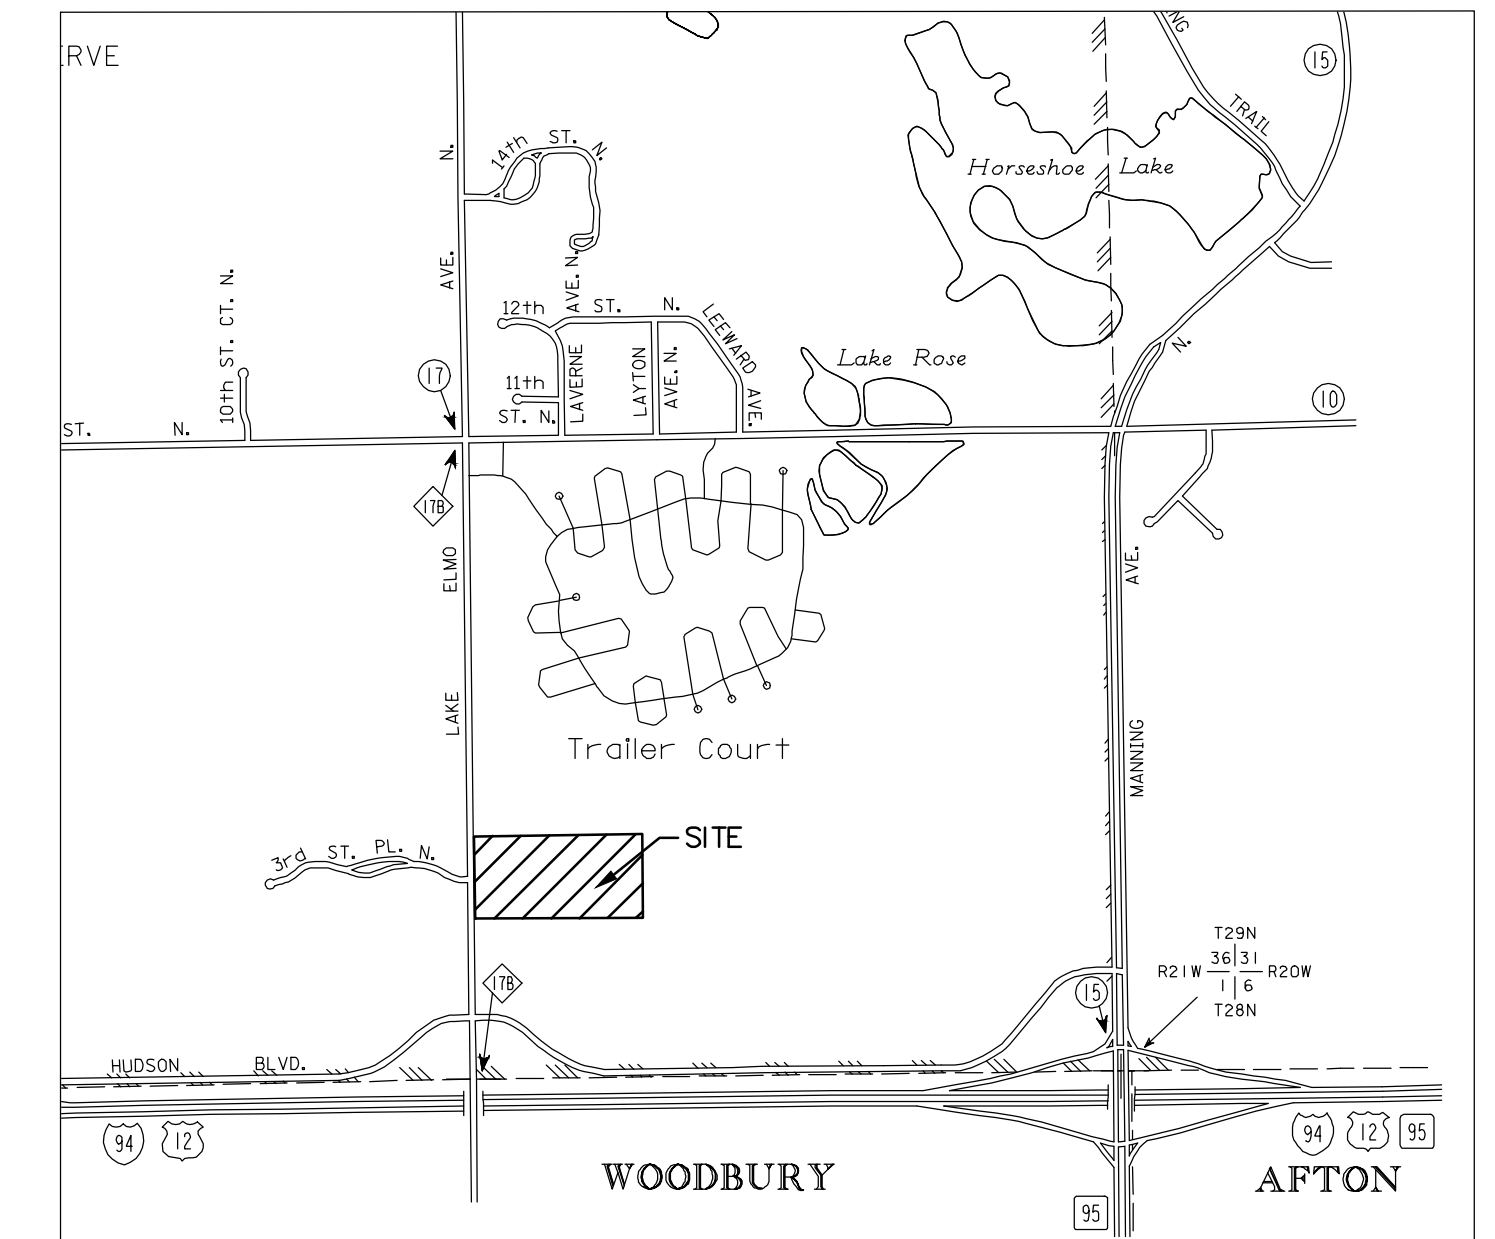 ERVE
NG
TRAIL
15
N.
14th ST. N.
Horseshoe Lake
AVE.
10th ST. CT. N.
AVE. N.
12th ST. N.
LEEWARD AVE.
N.
Lake Rose
17
LAVERNE
LAYTON AVE. N.
11th
ST. N.
10
ST. N.
17B
ELMO
AVE.
LAKE
Trailer Court
MANNING
SITE
3rd ST. PL. N.
T29N
36 31
R21W R20W
1 6
T28N
17B
15
HUDSON BLVD.
94 12
94 12 95
WOODBURY
AFTON
95